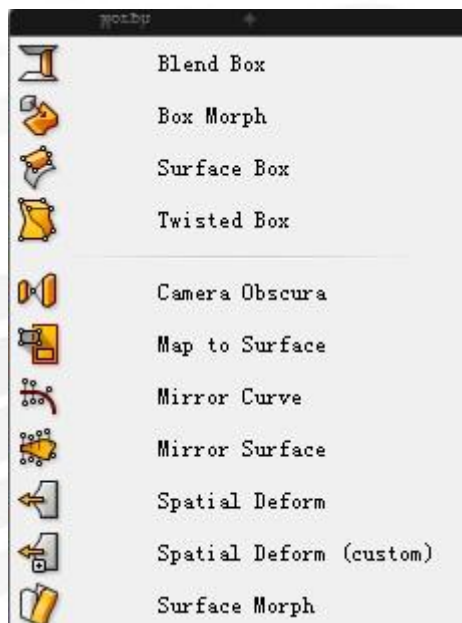 Morph
+
Blend Box
Box Morph
Surface Box
Twisted Box
Camera Obscura
Map to Surface
Mirror Curve
Mirror Surface
Spatial Deform
Spatial Deform (custom)
Surface Morph